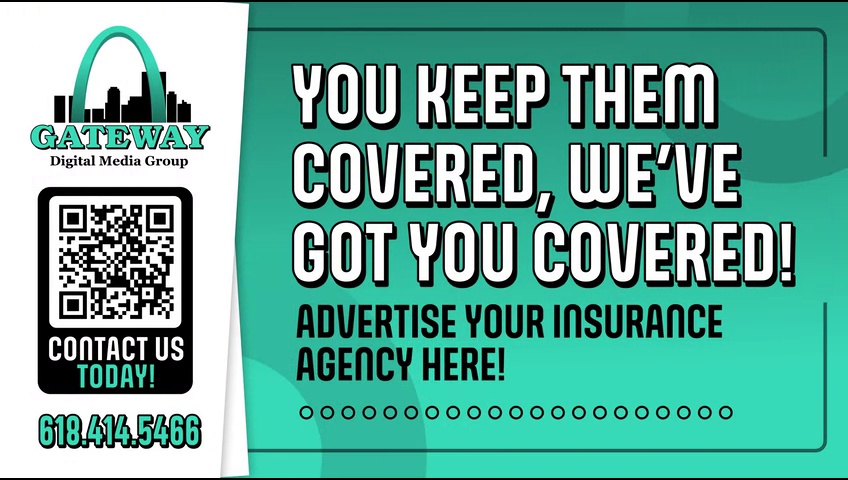 GATEWAY
Digital Media Group
CONTACT US
TODAY!
618.414.5466
YOU KEEP THEM
COVERED, WE'VE
GOT YOU COVERED!
ADVERTISE YOUR INSURANCE
AGENCY HERE!